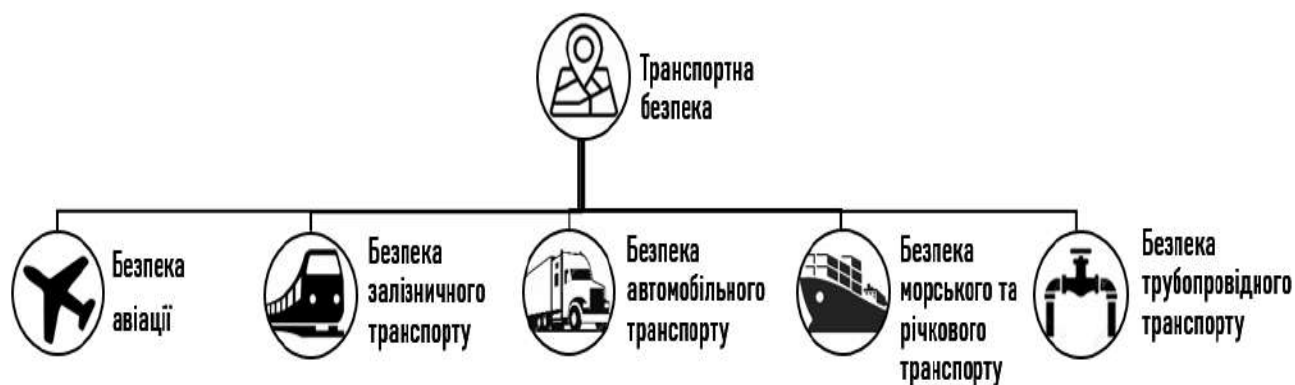 Транспортна
безпека
Безпека
авіації
Безпека
залізничного
транспорту
Безпека
автомобільного
транспорту
Безпека
морського та
річкового
транспорту
Безпека
трубопровідного
транспорту